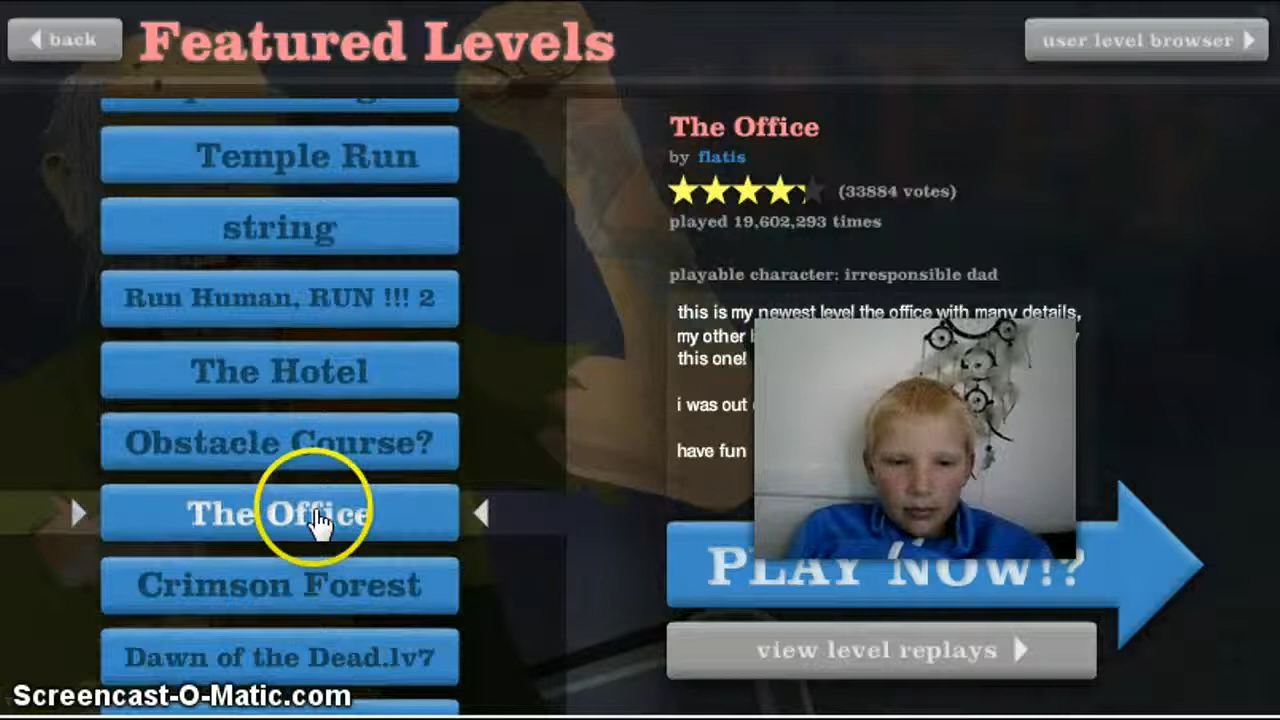 back
Featured Levels
user level browser
Temple Run
string
Run Human, RUN !!! 2
The Hotel
Obstacle Course?
The Office
Crimson Forest
Dawn of the Dead.lv7
The Office
by flatis
(33884 votes)
played 19,602,293 times
playable character: irresponsible dad
this is my newest level the office with many details,
my other
this one!
i was out
have fun
PLAY NOW!?
view level replays
Screencast-O-Matic.com